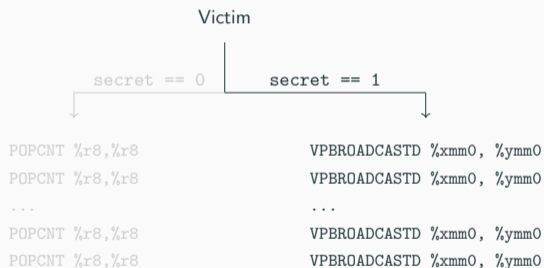 Victim
secret == 0 secret == 1
POPCNT %r8,%r8 VPBROADCASTD %xmm0, %ymm0
POPCNT %r8,%r8 VPBROADCASTD %xmm0, %ymm0
... ...
POPCNT %r8,%r8 VPBROADCASTD %xmm0, %ymm0
POPCNT %r8,%r8 VPBROADCASTD %xmm0, %ymm0